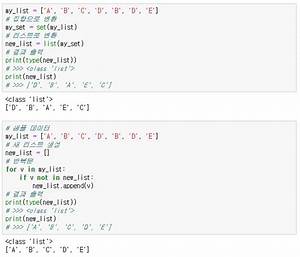 my_list = ['A', 'B', 'C', 'D', 'B', 'D', 'E']
# 집합으로 변환
my_set = set(my_list)
# 리스트로 변환
new_list = list(my_set)
# 결과 출력
print(type(new_list))
# >>> <class 'list'>
print(new_list)
# >>> ['D', 'B', 'A', 'E', 'C']
<class 'list'>
['D', 'B', 'A', 'E', 'C']
# 샘플 데이터
my_list = ['A', 'B', 'C', 'D', 'B', 'D', 'E']
# 새 리스트 생성
new_list = []
# 반복문
for v in my_list:
if v not in new_list:
new_list.append(v)
# 결과 출력
print(type(new_list))
# >>> <class 'list'>
print(new_list)
# >>> ['A', 'B', 'C', 'D', 'E']
<class 'list'>
['A', 'B', 'C', 'D', 'E']